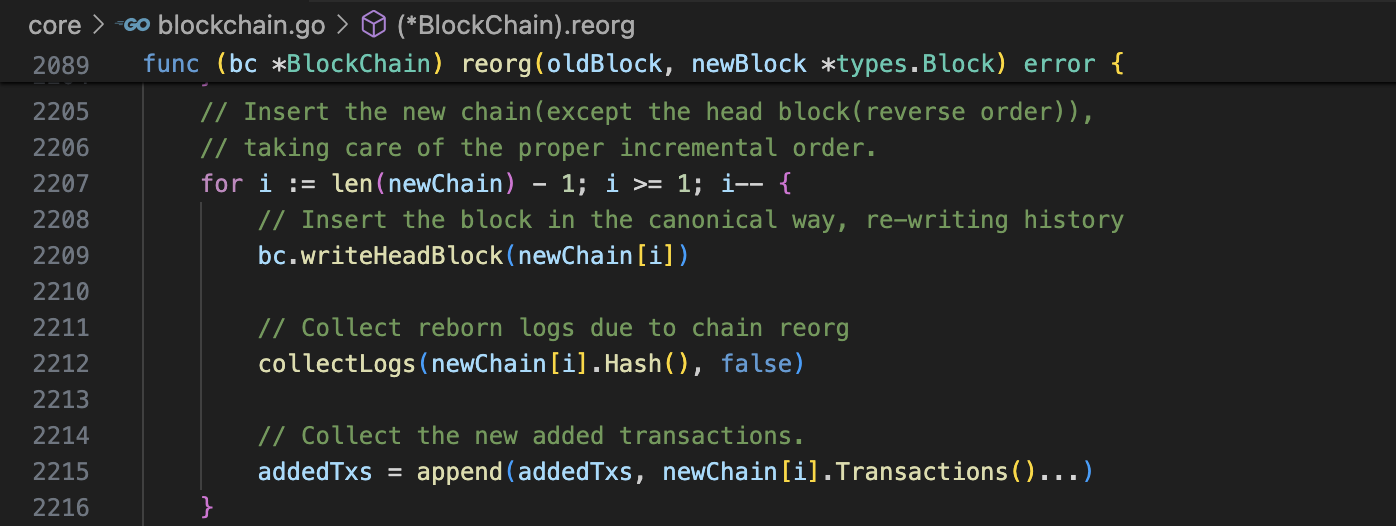 core > GO blockchain.go > (*BlockChain).reorg
2089 func (bc *BlockChain) reorg(oldBlock, newBlock *types.Block) error {
2205 // Insert the new chain(except the head block(reverse order)),
2206 // taking care of the proper incremental order.
2207 for i := len(newChain) - 1; i >= 1; i-- {
2208 // Insert the block in the canonical way, re-writing history
2209 bc.writeHeadBlock(newChain[i])
2210
2211 // Collect reborn logs due to chain reorg
2212 collectLogs(newChain[i].Hash(), false)
2213
2214 // Collect the new added transactions.
2215 addedTxs = append(addedTxs, newChain[i].Transactions()...)
2216 }